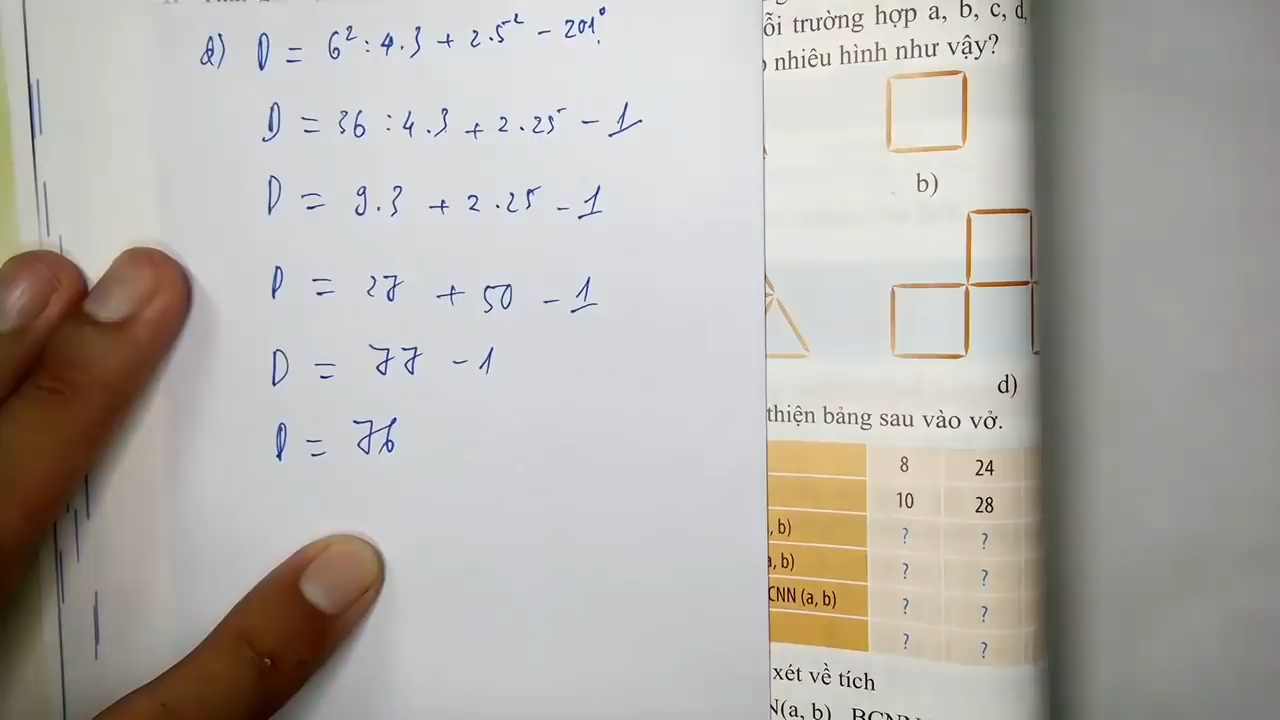 d) D = 6² : 4.3 + 2.5² - 201⁰
D = 36 : 4.3 + 2.25 - 1
D = 9.3 + 2.25 - 1
D = 27 + 50 - 1
D = 77 - 1
D = 76
ỗi trường hợp a, b, c, d,
nhiêu hình như vậy?
b)
d)
thiện bảng sau vào vở.
8 24
10 28
, b) ? ?
a, b) ? ?
CNN (a, b) ? ?
? ?
xét về tích
N(a, b)